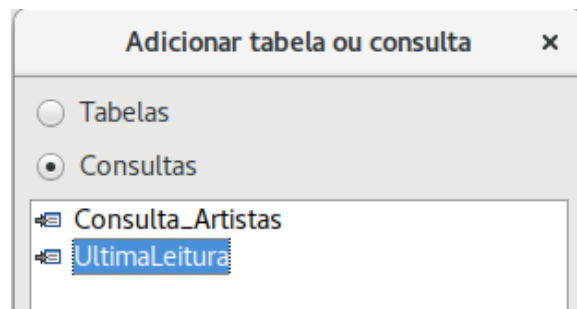 Adicionar tabela ou consulta ×
Tabelas
Consultas
Consulta_Artistas
UltimaLeitura